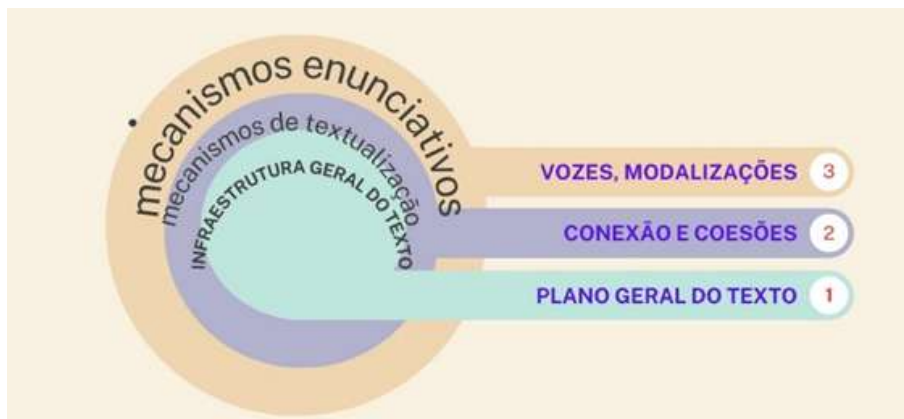 mecanismos enunciativos
mecanismos de textualização
INFRAESTRUTURA GERAL DO TEXTO
VOZES, MODALIZAÇÕES 3
CONEXÃO E COESÕES 2
PLANO GERAL DO TEXTO 1